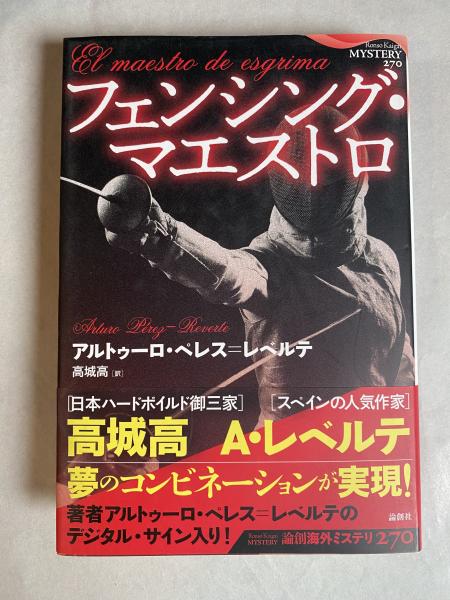 El maestro de esgrima
Ronso Kaigai
MYSTERY
270
フェンシング・
マエストロ
Arturo Pérez-Reverte
アルトゥーロ・ペレス=レベルテ
高城高[訳]
[日本ハードボイルド御三家] [スペインの人気作家]
高城高 A・レベルテ
夢のコンビネーションが実現!
著者アルトゥーロ・ペレス=レベルテの
デジタル・サイン入り!
論創社
Ronso Kaigai
MYSTERY
論創海外ミステリ270